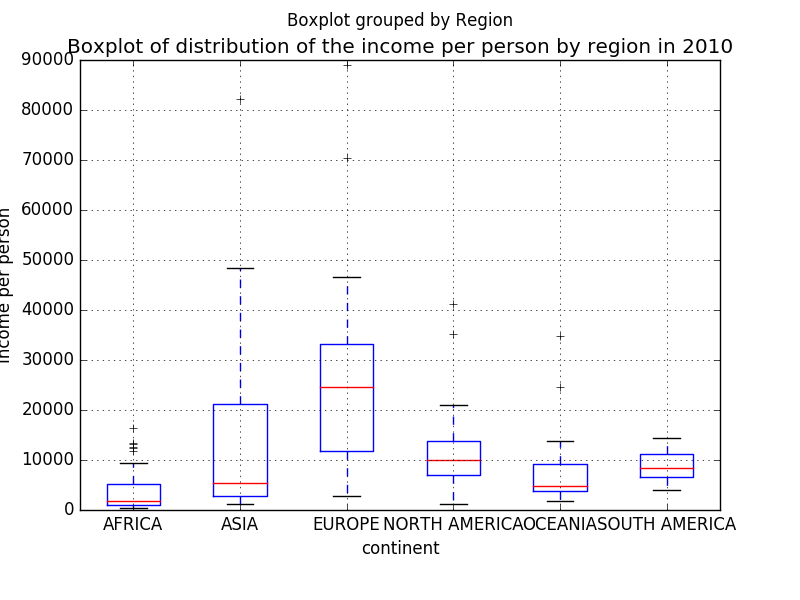 Boxplot grouped by Region
Boxplot of distribution of the income per person by region in 2010
90000
80000
70000
60000
50000
40000
30000
20000
10000
0
income per person
AFRICA ASIA EUROPE NORTH AMERICA OCEANIA SOUTH AMERICA
continent